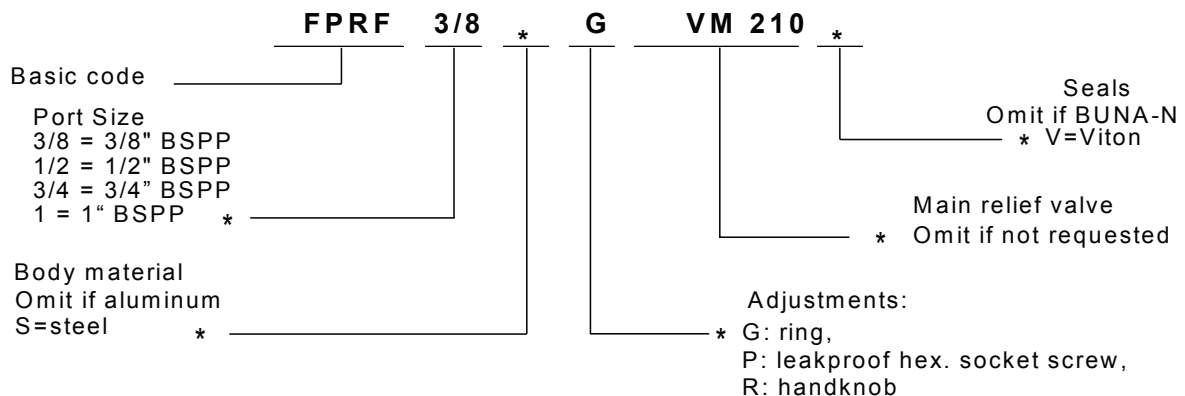 FPRF 3/8 * G VM 210 *
Basic code
Port Size
3/8 = 3/8" BSPP
1/2 = 1/2" BSPP
3/4 = 3/4” BSPP
1 = 1“ BSPP *
Body material
Omit if aluminum
S=steel *
Seals
Omit if BUNA-N
* V=Viton
Main relief valve
* Omit if not requested
Adjustments:
* G: ring,
P: leakproof hex. socket screw,
R: handknob